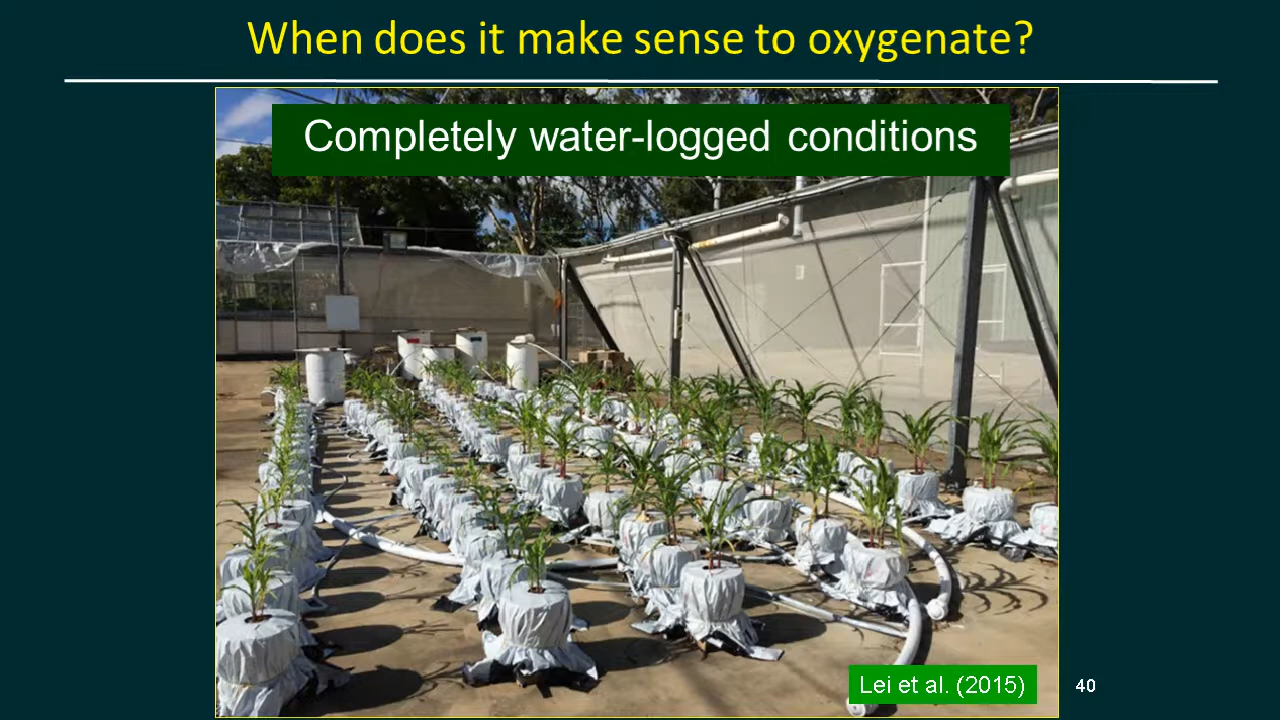 When does it make sense to oxygenate?
Completely water-logged conditions
Lei et al. (2015)
40